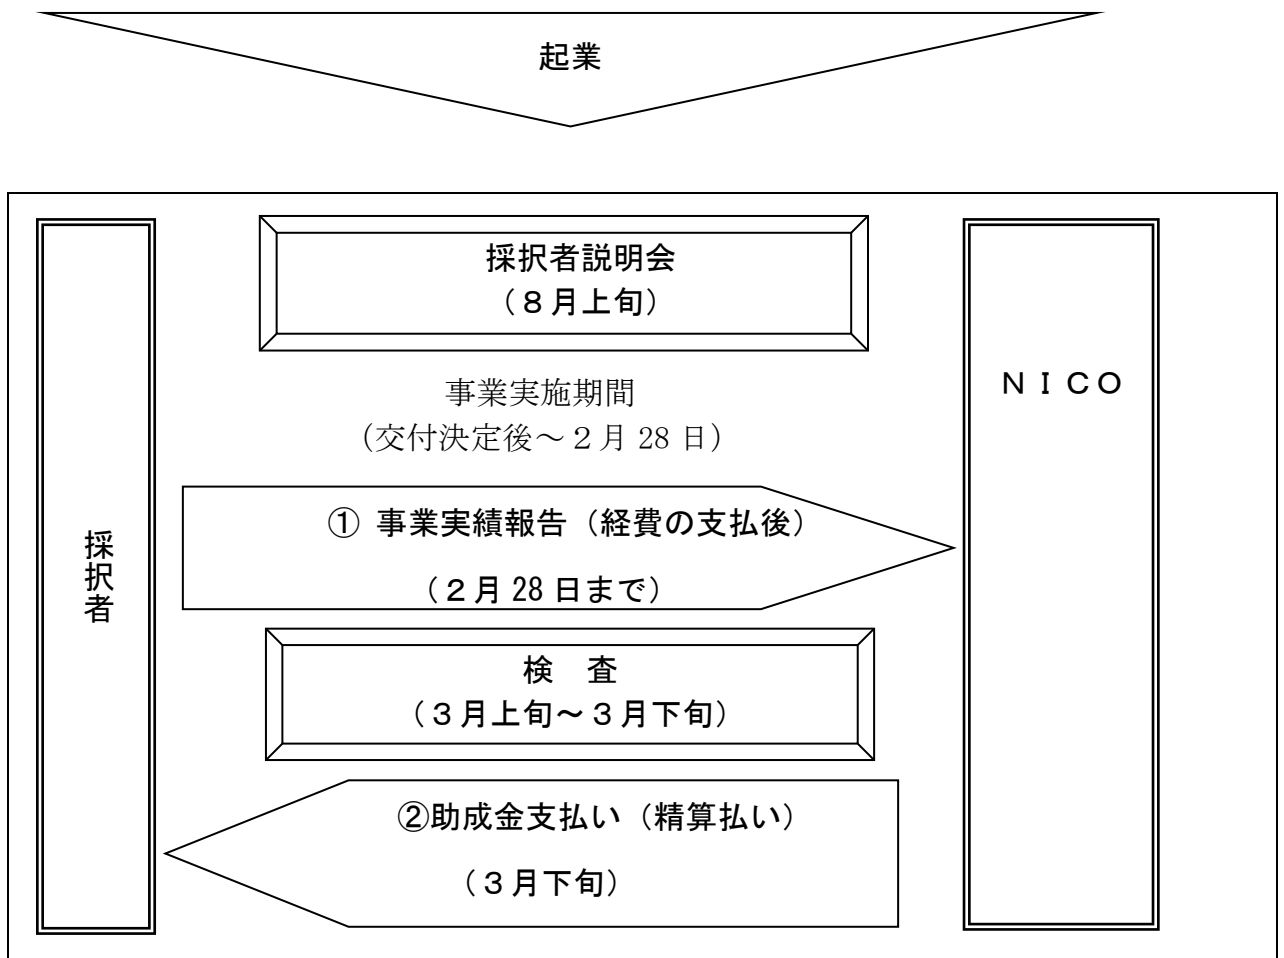 起業
採択者説明会
（８月上旬）
ＮＩＣＯ
事業実施期間
（交付決定後～２月 28 日）
① 事業実績報告（経費の支払後）
（２月 28 日まで）
採択者
検　査
（３月上旬～３月下旬）
②助成金支払い（精算払い）
（３月下旬）